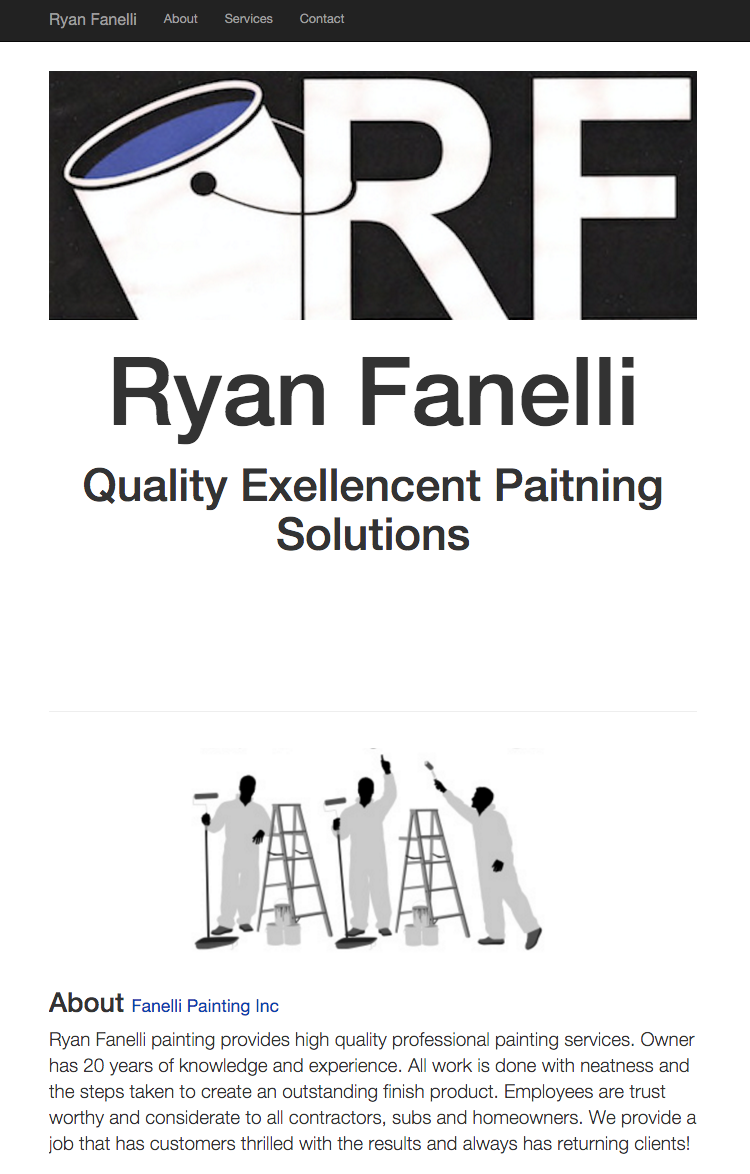 Ryan Fanelli About Services Contact
RF
Ryan Fanelli
Quality Exellencent Paitning
Solutions
About Fanelli Painting Inc
Ryan Fanelli painting provides high quality professional painting services. Owner
has 20 years of knowledge and experience. All work is done with neatness and
the steps taken to create an outstanding finish product. Employees are trust
worthy and considerate to all contractors, subs and homeowners. We provide a
job that has customers thrilled with the results and always has returning clients!